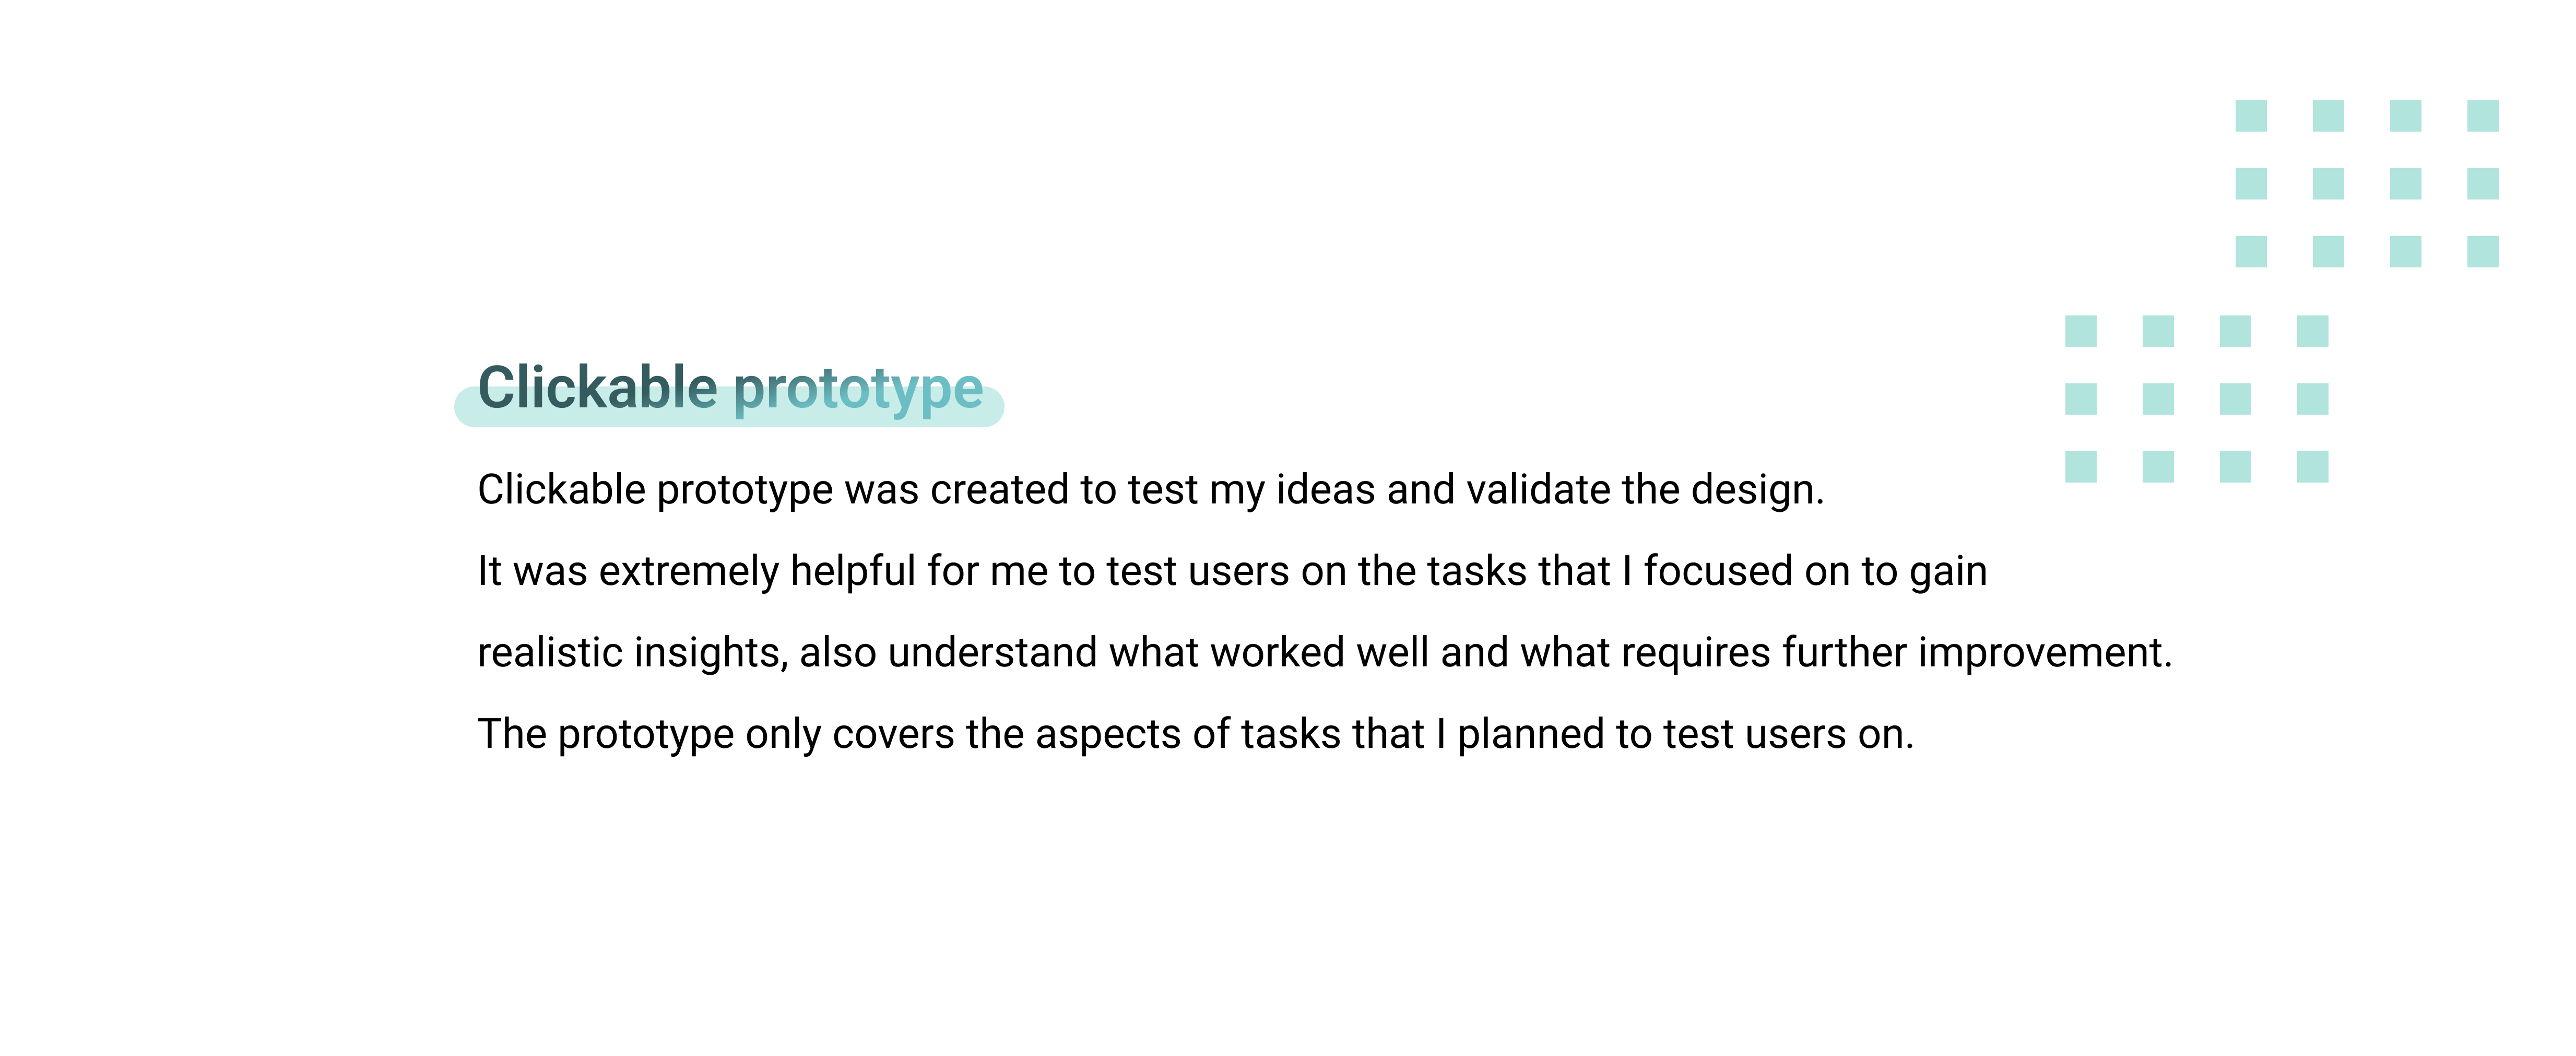 Clickable prototype
Clickable prototype was created to test my ideas and validate the design.
It was extremely helpful for me to test users on the tasks that I focused on to gain
realistic insights, also understand what worked well and what requires further improvement.
The prototype only covers the aspects of tasks that I planned to test users on.